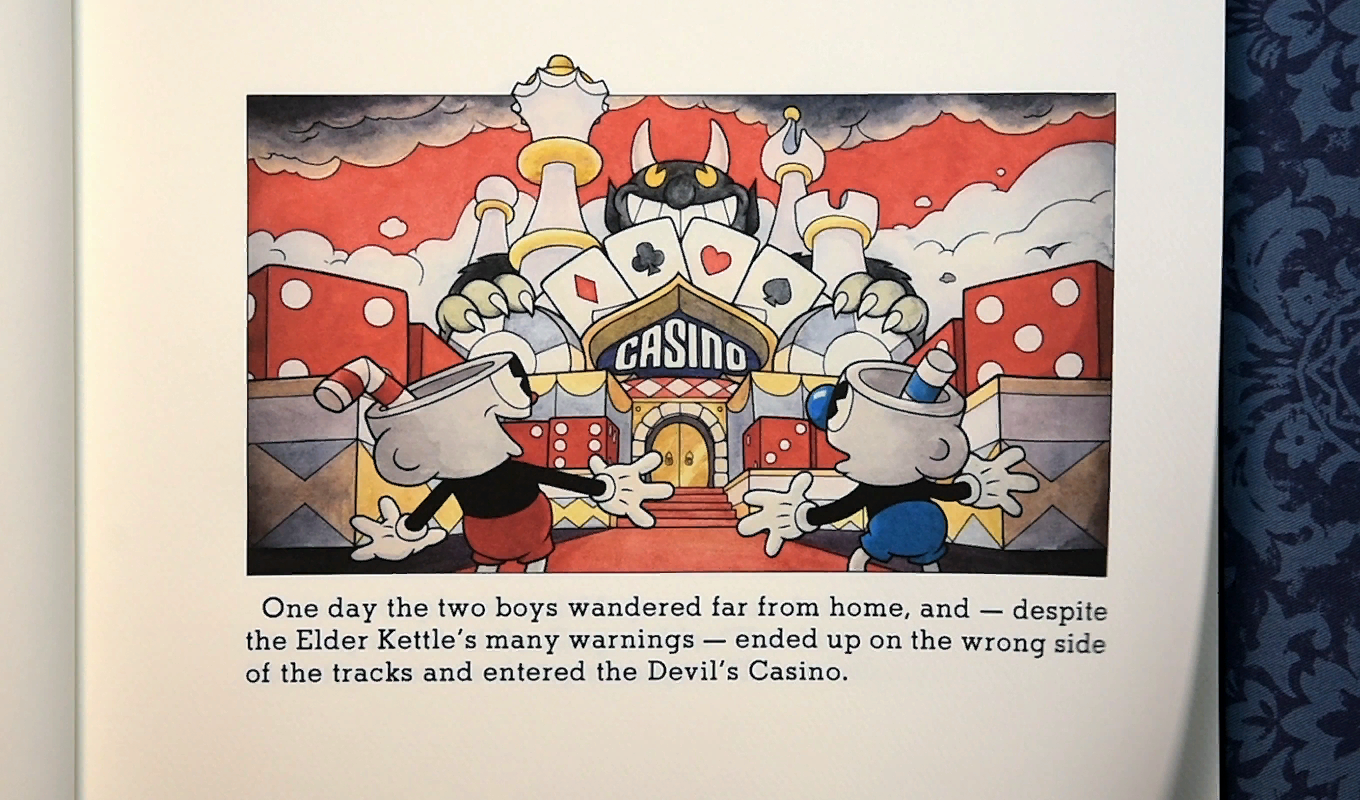 CASINO
One day the two boys wandered far from home, and — despite
the Elder Kettle's many warnings — ended up on the wrong side
of the tracks and entered the Devil's Casino.